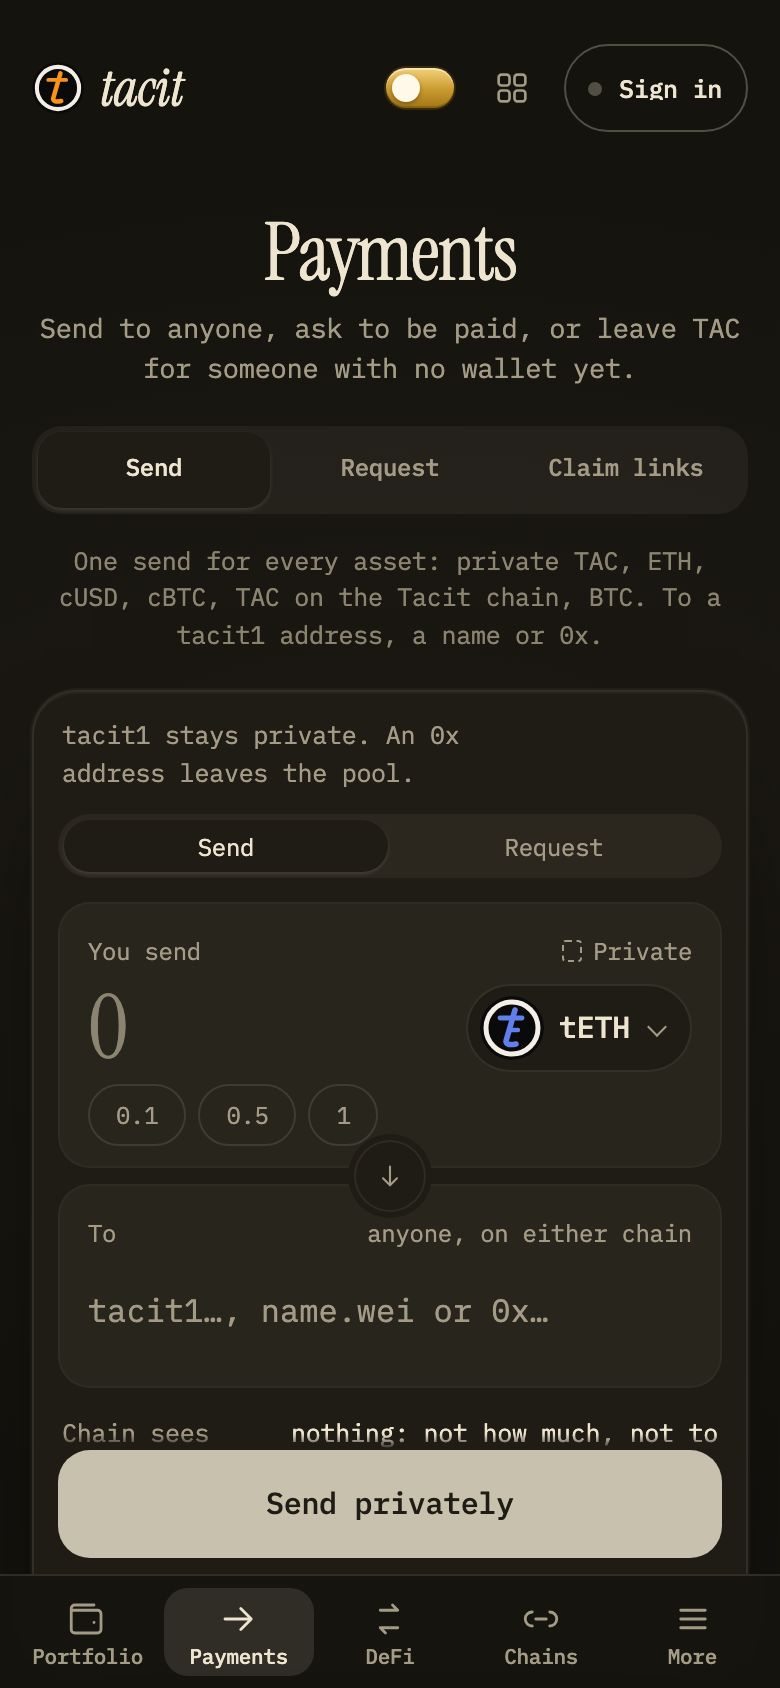 tacit
Sign in
Payments
Send to anyone, ask to be paid, or leave TAC
for someone with no wallet yet.
Send Request Claim links
One send for every asset: private TAC, ETH,
cUSD, cBTC, TAC on the Tacit chain, BTC. To a
tacit1 address, a name or 0x.
tacit1 stays private. An 0x
address leaves the pool.
Send Request
You send Private
0 tETH
0.1 0.5 1
To anyone, on either chain
tacit1…, name.wei or 0x…
Chain sees nothing: not how much, not to
Send privately
Portfolio Payments DeFi Chains More